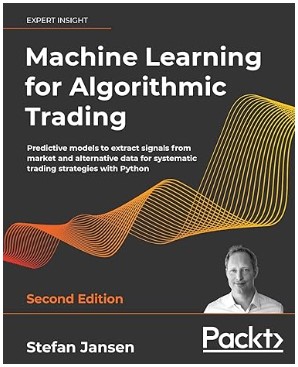 EXPERT INSIGHT
Machine Learning
for Algorithmic
Trading
Predictive models to extract signals from
market and alternative data for systematic
trading strategies with Python
Second Edition
Stefan Jansen
Packt>